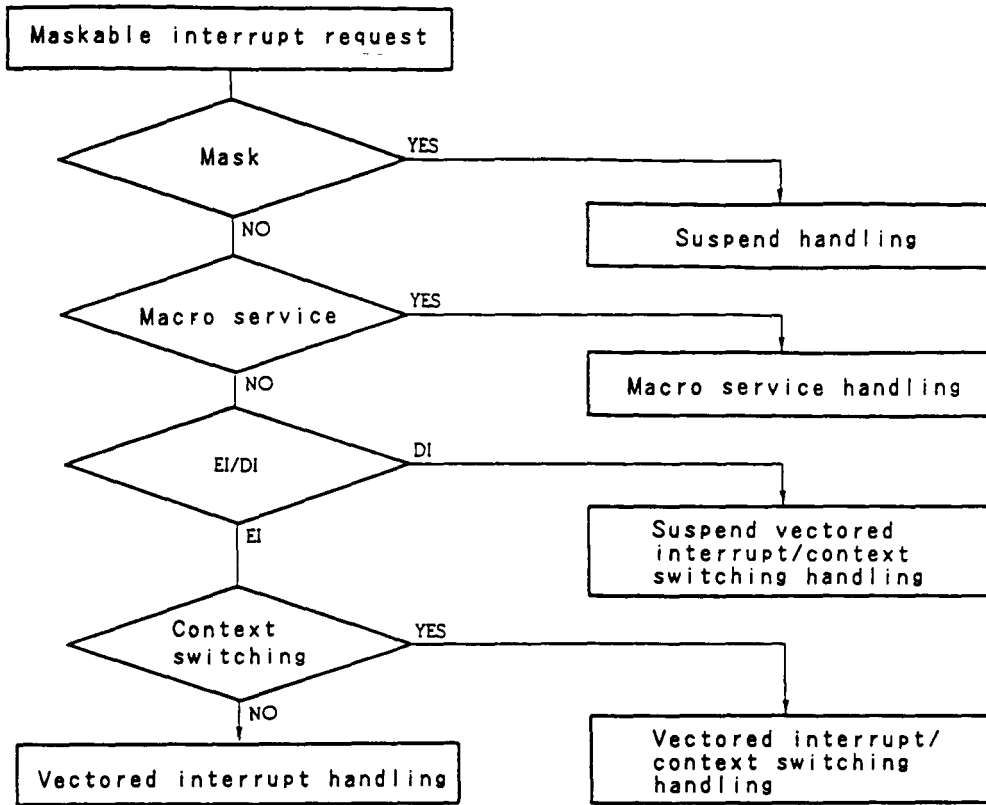 Maskable interrupt request
Mask
YES
NO
Suspend handling
Macro service
YES
NO
Macro service handling
EI/DI
DI
EI
Suspend vectored
interrupt/context
switching handling
Context
switching
YES
NO
Vectored interrupt handling
Vectored interrupt/
context switching
handling